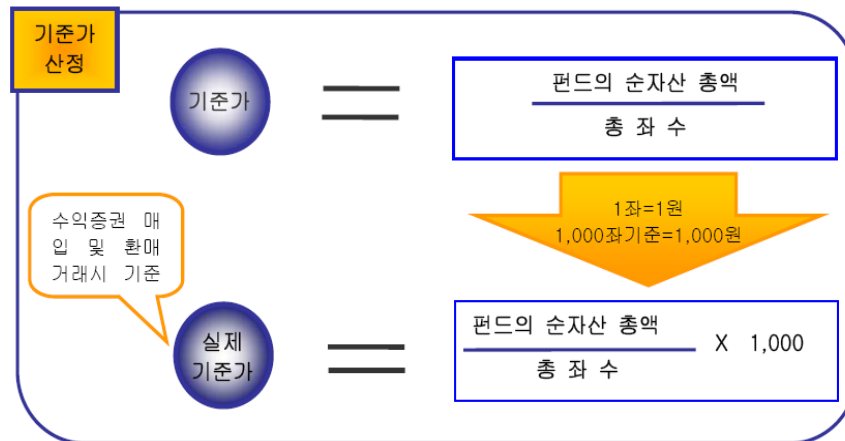 기준가
산정
기준가
펀드의 순자산 총액
총 좌 수
1좌=1원
1,000좌기준=1,000원
수익증권 매
입 및 환매
거래시 기준
실제
기준가
펀드의 순자산 총액
총 좌 수
X 1,000